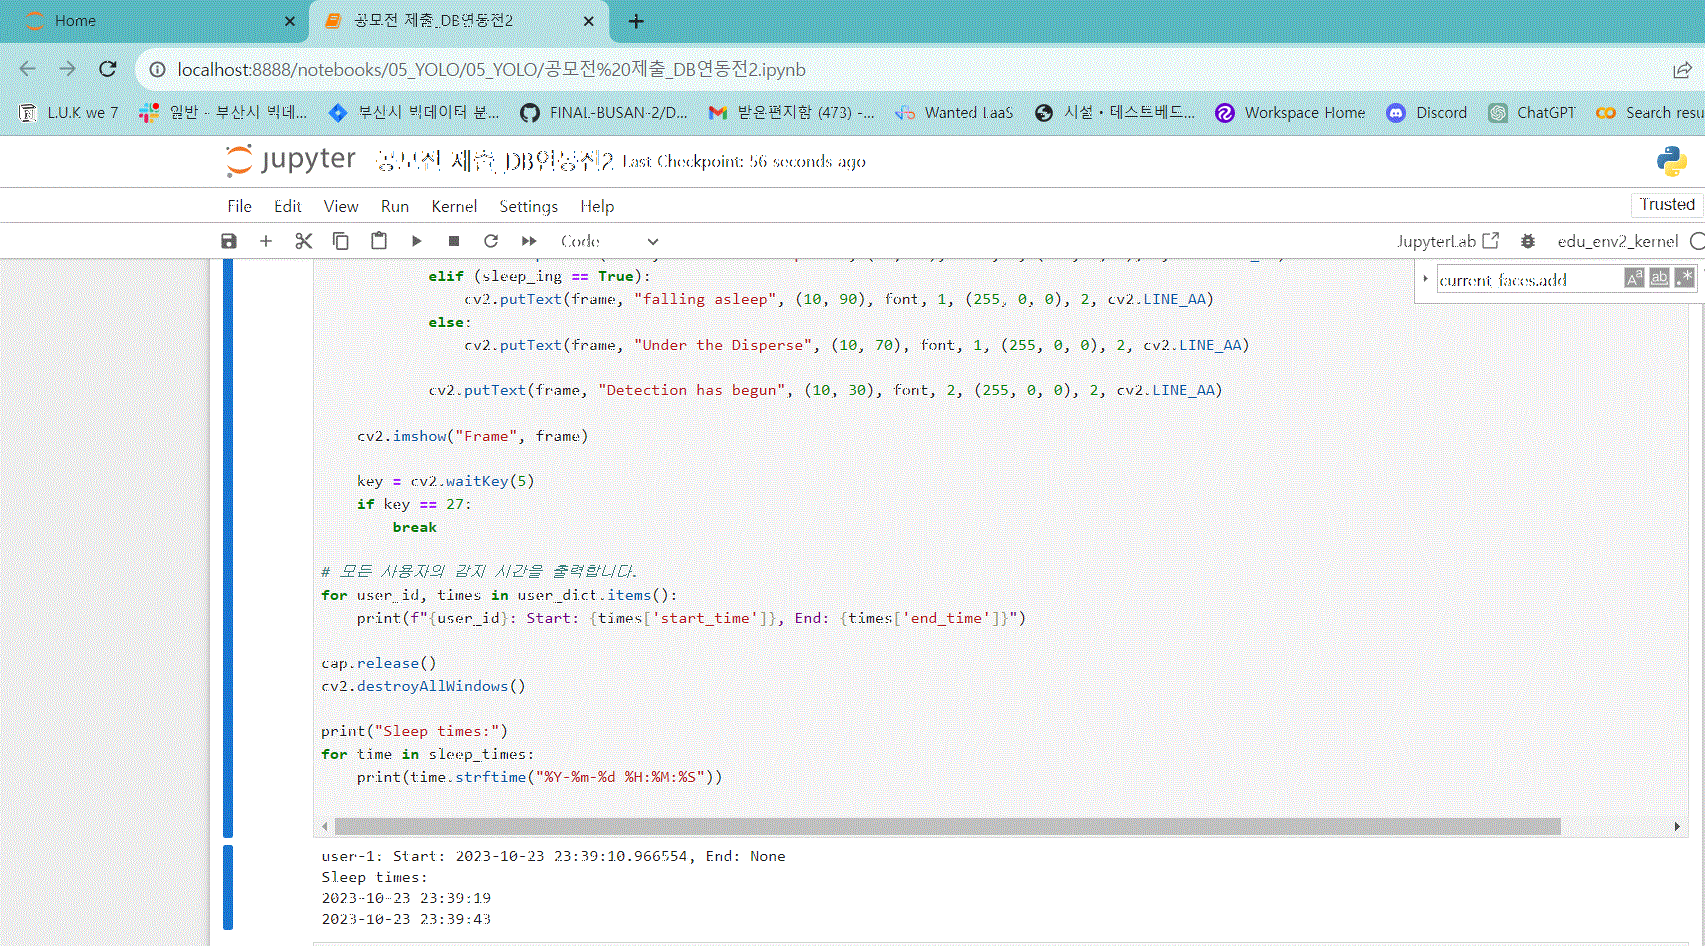 Home
공모전 제출_DB연동전2
localhost:8888/notebooks/05_YOLO/05_YOLO/공모전%20제출_DB연동전2.ipynb
L.U.K we 7
일반 - 부산시 빅데...
부산시 빅데이터 분...
FINAL-BUSAN-2/D...
받은편지함 (473) -...
Wanted LaaS
시설 • 테스트베드...
Workspace Home
Discord
ChatGPT
Search resu
jupyter 공모전 제출_DB연동전2 Last Checkpoint: 56 seconds ago
File Edit View Run Kernel Settings Help
Trusted
Code
JupyterLab
edu_env2_kernel
current_faces.add
elif (sleep_ing == True):
cv2.putText(frame, "falling asleep", (10, 90), font, 1, (255, 0, 0), 2, cv2.LINE_AA)
else:
cv2.putText(frame, "Under the Disperse", (10, 70), font, 1, (255, 0, 0), 2, cv2.LINE_AA)
cv2.putText(frame, "Detection has begun", (10, 30), font, 2, (255, 0, 0), 2, cv2.LINE_AA)
cv2.imshow("Frame", frame)
key = cv2.waitKey(5)
if key == 27:
break
# 모든 사용자의 감지 시간을 출력합니다.
for user_id, times in user_dict.items():
print(f"{user_id}: Start: {times['start_time']}, End: {times['end_time']}")
cap.release()
cv2.destroyAllWindows()
print("Sleep times:")
for time in sleep_times:
print(time.strftime("%Y-%m-%d %H:%M:%S"))
user-1: Start: 2023-10-23 23:39:10.966554, End: None
Sleep times:
2023-10-23 23:39:19
2023-10-23 23:39:43